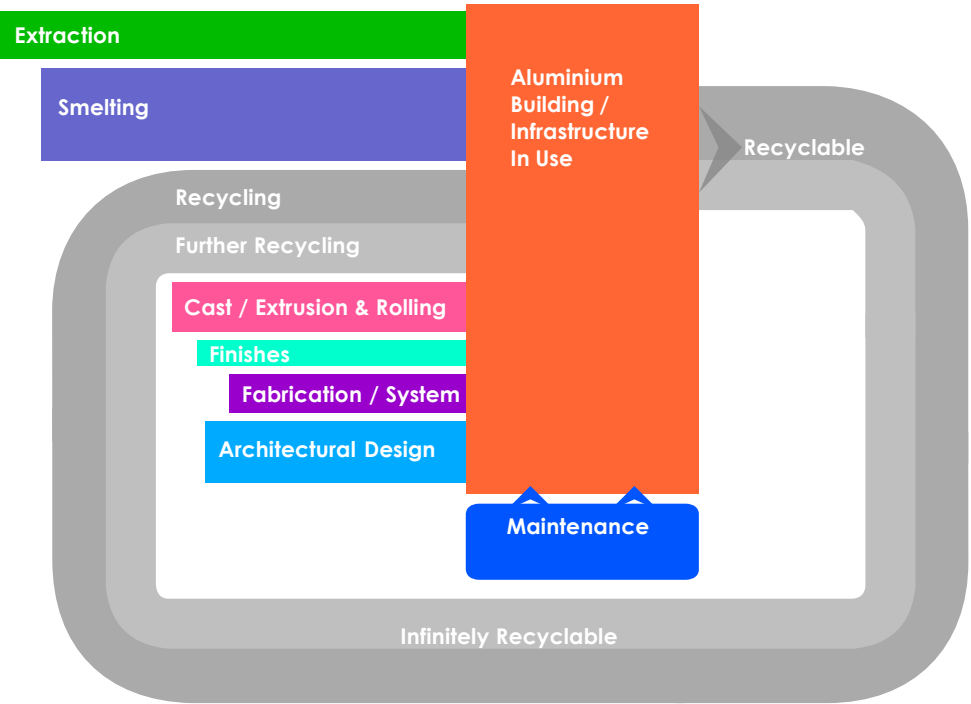 Extraction
Smelting
Aluminium
Building /
Infrastructure
In Use
Recyclable
Recycling
Further Recycling
Cast / Extrusion & Rolling
Finishes
Fabrication / System
Architectural Design
Maintenance
Infinitely Recyclable